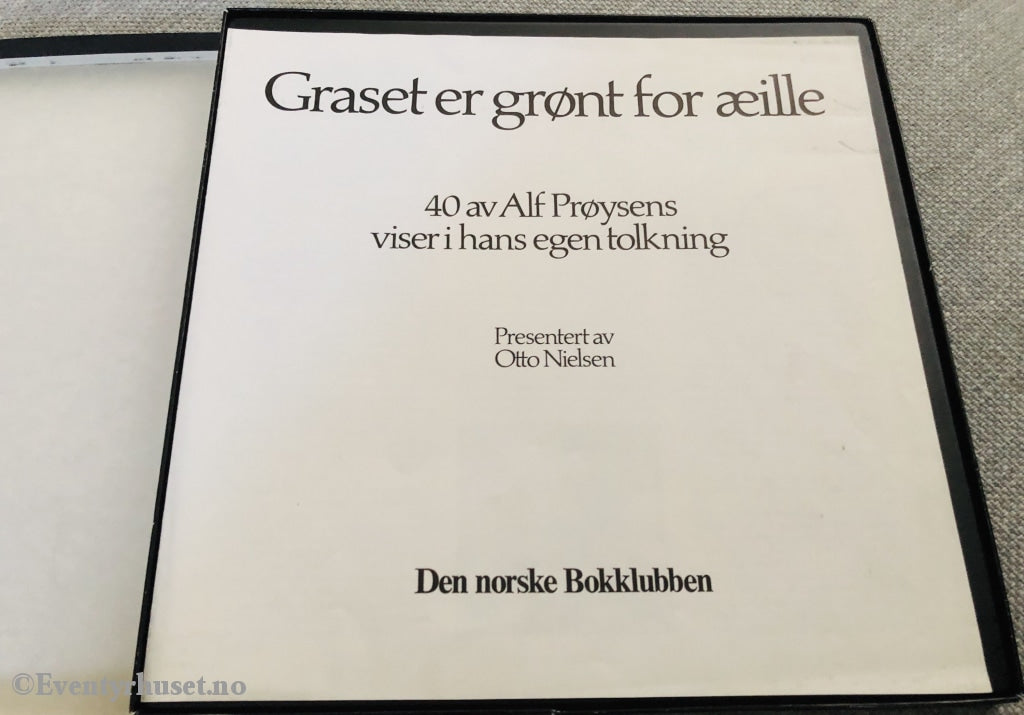 Graset er grønt for æille
40 av Alf Prøysens
viser i hans egen tolkning
Presentert av
Otto Nielsen
Den norske Bokklubben
©Eventyrhuset.no